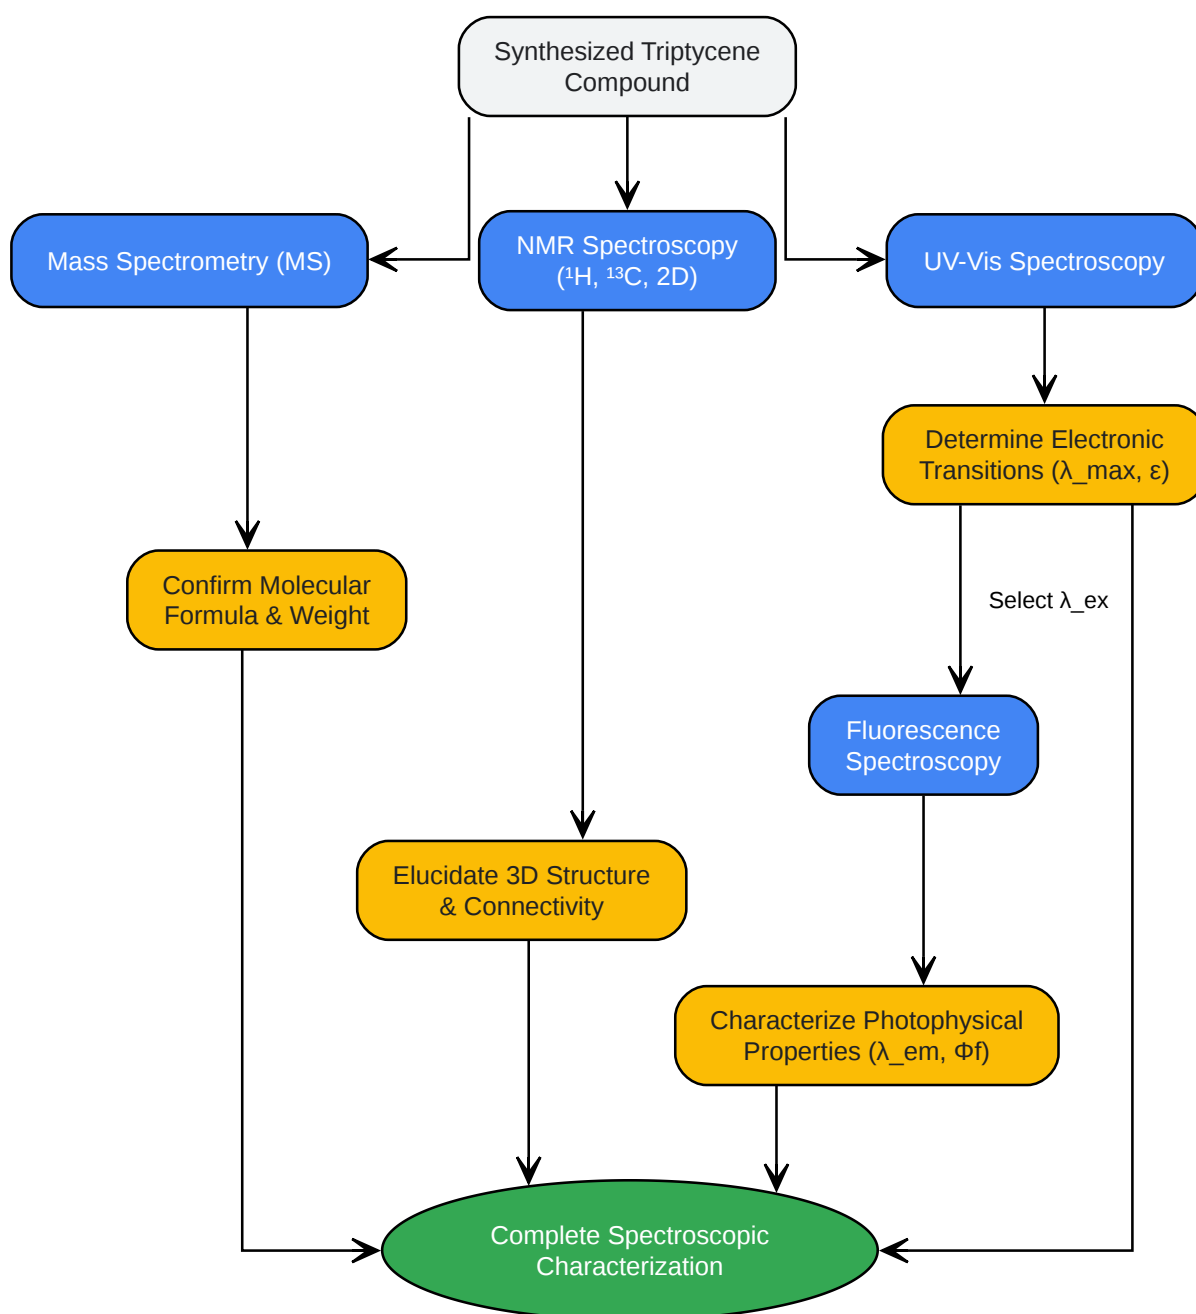 Synthesized Triptycene
Compound
Mass Spectrometry (MS)
NMR Spectroscopy
(¹H, ¹³C, 2D)
UV-Vis Spectroscopy
Determine Electronic
Transitions (λ_max, ε)
Confirm Molecular
Formula & Weight
Select λ_ex
Fluorescence
Spectroscopy
Elucidate 3D Structure
& Connectivity
Characterize Photophysical
Properties (λ_em, Φf)
Complete Spectroscopic
Characterization